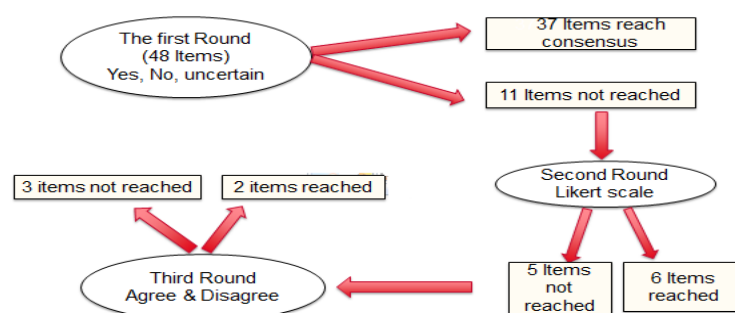 The first Round
(48 Items)
Yes, No, uncertain
37 Items reach
consensus
11 Items not reached
Second Round
Likert scale
3 items not reached
2 items reached
5 Items
not
reached
6 Items
reached
Third Round
Agree & Disagree